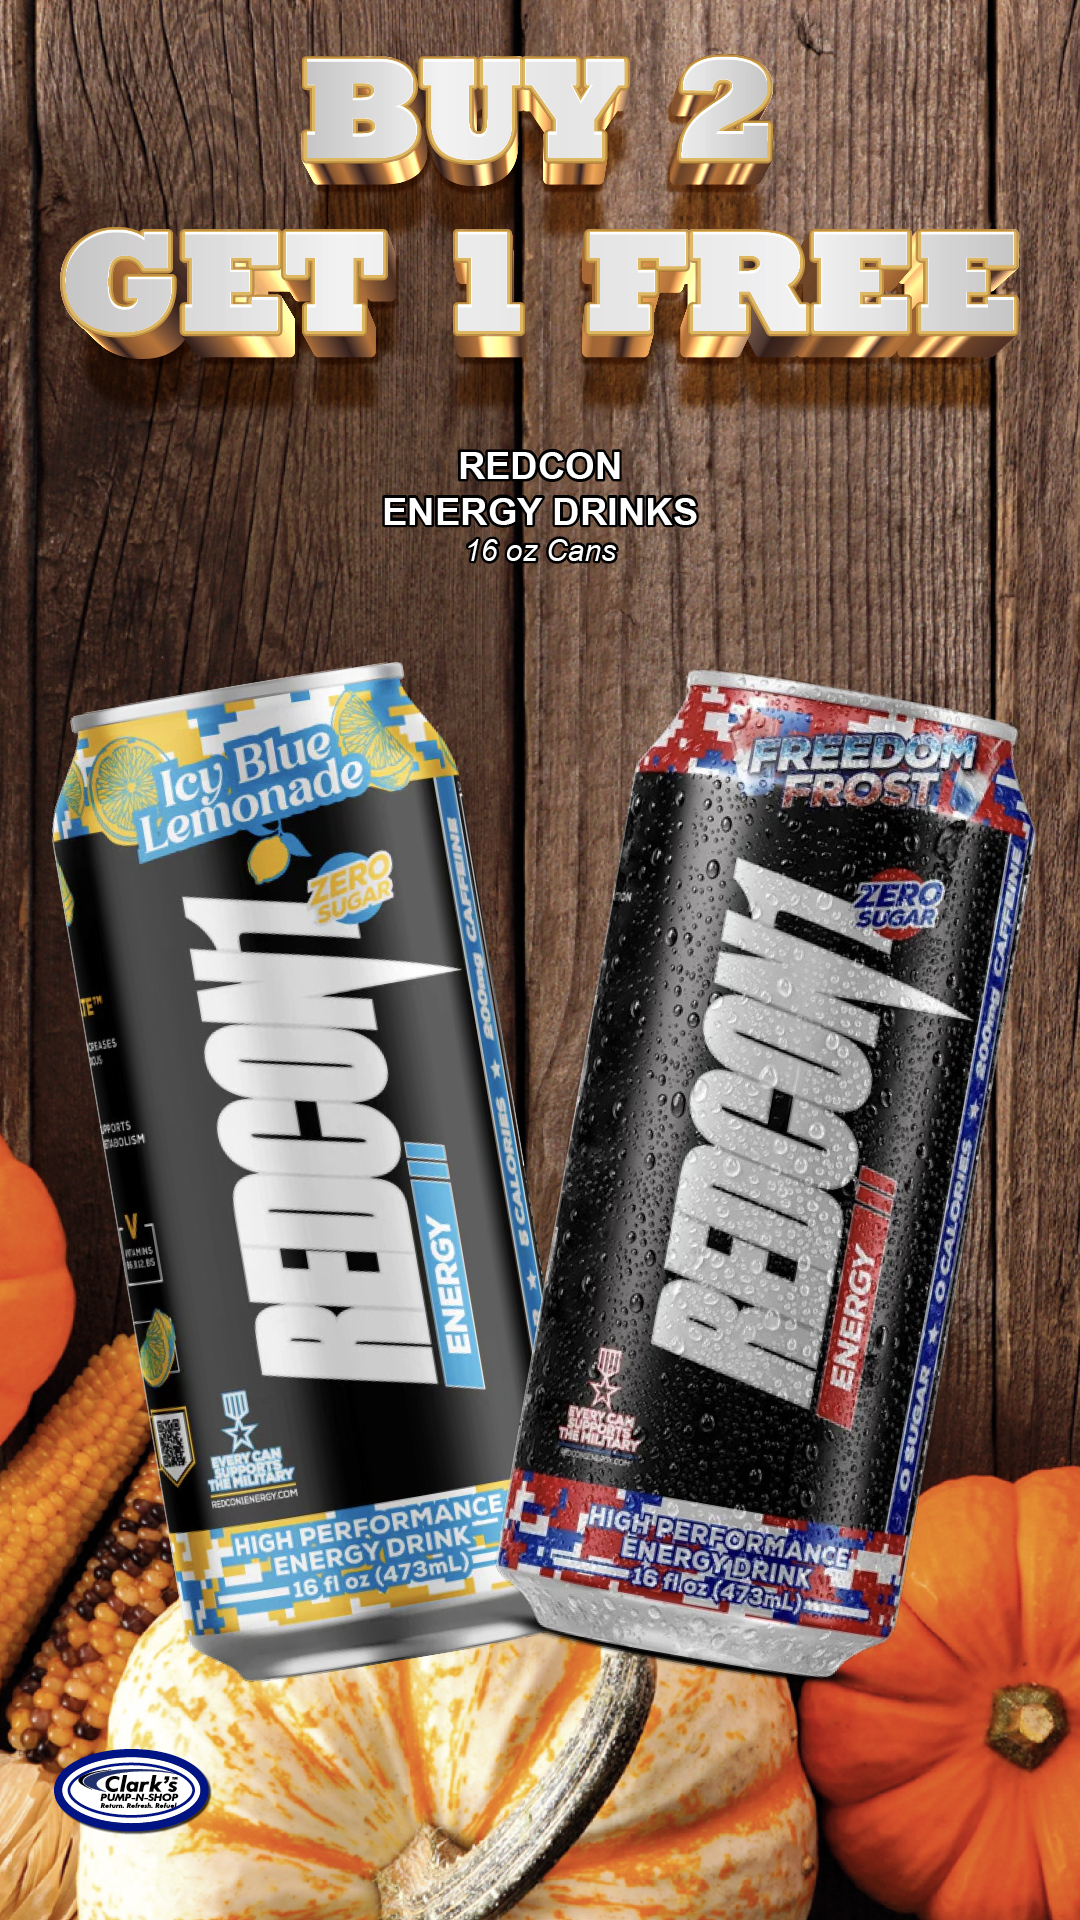 BUY 2
GET 1 FREE
REDCON
ENERGY DRINKS
16 oz Cans
Icy Blue
Lemonade
ZERO
SUGAR
REDCON1
ENERGY
5 CALORIES ★ 200mg CAFFEINE
V
EVERY CAN
SUPPORTS
THE MILITARY
REDCON1ENERGY.COM
HIGH PERFORMANCE
ENERGY DRINK
16 fl oz (473mL)
FREEDOM
FROST
ZERO
SUGAR
REDCON1
ENERGY
0 SUGAR ★ 0 CALORIES ★ 200mg CAFFEINE
EVERY CAN
SUPPORTS
THE MILITARY
REDCON1ENERGY.COM
HIGH PERFORMANCE
ENERGY DRINK
16 fl oz (473mL)
Clark's
PUMP-N-SHOP
Return. Refresh. Refuel